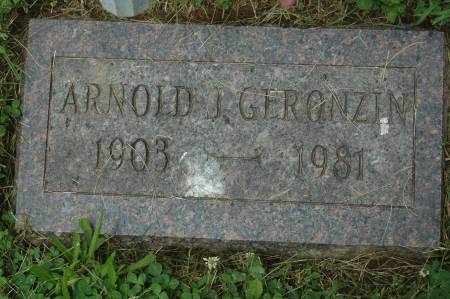 ARNOLD J. GERONZIN
1903 — 1981